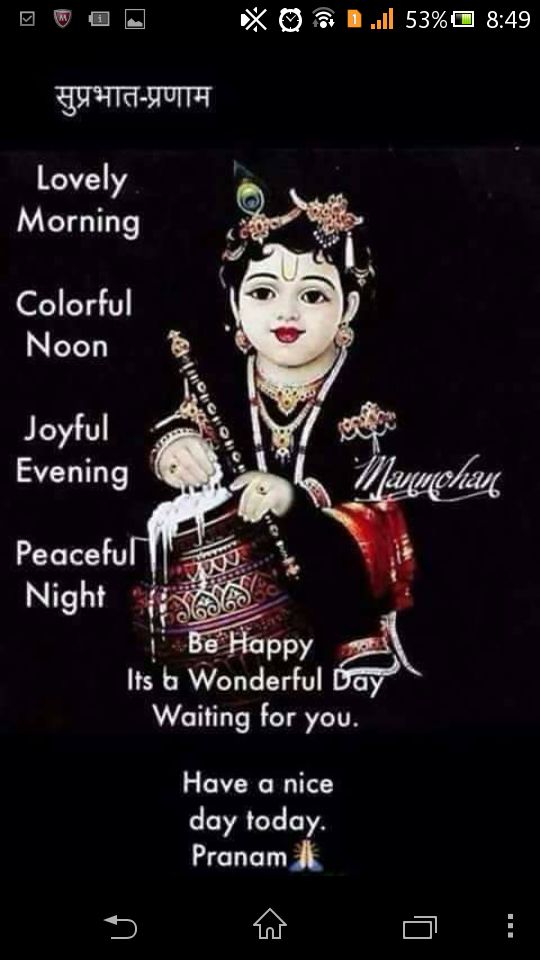 53% 8:49
सुप्रभात-प्रणाम
Lovely
Morning
Colorful
Noon
Joyful
Evening
Manmohan
Peaceful
Night
Be Happy
Its a Wonderful Day
Waiting for you.
Have a nice
day today.
Pranam🙏